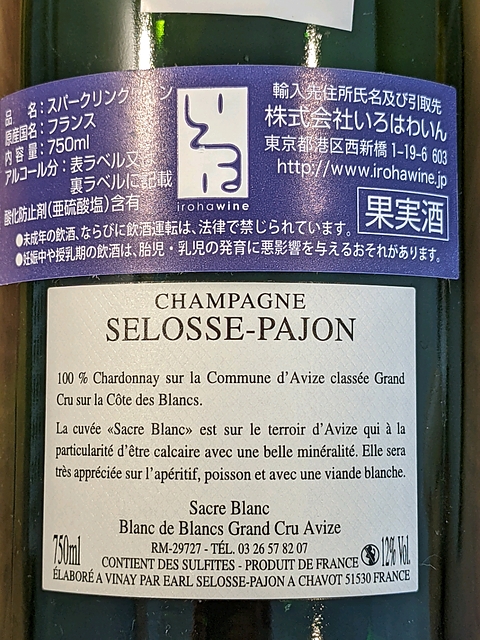 品 名：スパークリングワイン
原産国名：フランス
内容量：750ml
アルコール分：表ラベル又は
裏ラベルに記載
酸化防止剤(亜硫酸塩)含有
いろは
irohawine
輸入先住所氏名及び引取先
株式会社いろはわいん
東京都港区西新橋 1-19-6 603
http://www.irohawine.jp
果実酒
●未成年の飲酒、ならびに飲酒運転は、法律で禁じられています。
●妊娠中や授乳期の飲酒は、胎児・乳児の発育に悪影響を与えるおそれがあります。
CHAMPAGNE
SELOSSE-PAJON
100 % Chardonnay sur la Commune d'Avize classée Grand
Cru sur la Côte des Blancs.
La cuvée «Sacre Blanc» est sur le terroir d'Avize qui à la
particularité d'être calcaire avec une belle minéralité. Elle sera
très appréciée sur l'apéritif, poisson et avec une viande blanche.
Sacre Blanc
Blanc de Blancs Grand Cru Avize
RM-29727 - TÉL. 03 26 57 82 07
750ml
CONTIENT DES SULFITES - PRODUIT DE FRANCE
12% Vol.
ÉLABORÉ A VINAY PAR EARL SELOSSE-PAJON A CHAVOT 51530 FRANCE